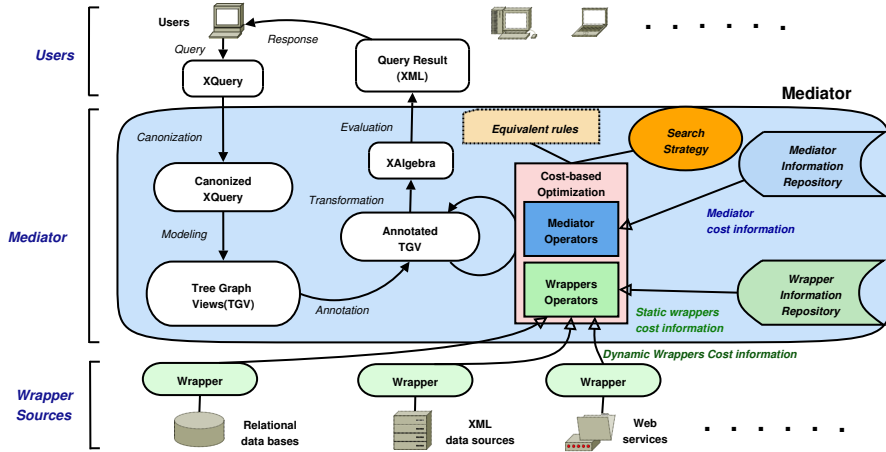 Users
Users
Query
Response
XQuery
Query Result
(XML)
Mediator
Mediator
Canonization
Evaluation
Equivalent rules
Search
Strategy
Mediator
Information
Repository
Canonized
XQuery
XAlgebra
Cost-based
Optimization
Transformation
Modeling
Annotated
TGV
Mediator
Operators
Mediator
cost information
Tree Graph
Views(TGV)
Annotation
Wrappers
Operators
Wrapper
Information
Repository
Static wrappers
cost information
Dynamic Wrappers Cost information
Wrapper
Sources
Wrapper
Wrapper
Wrapper
Relational
data bases
XML
data sources
Web
services